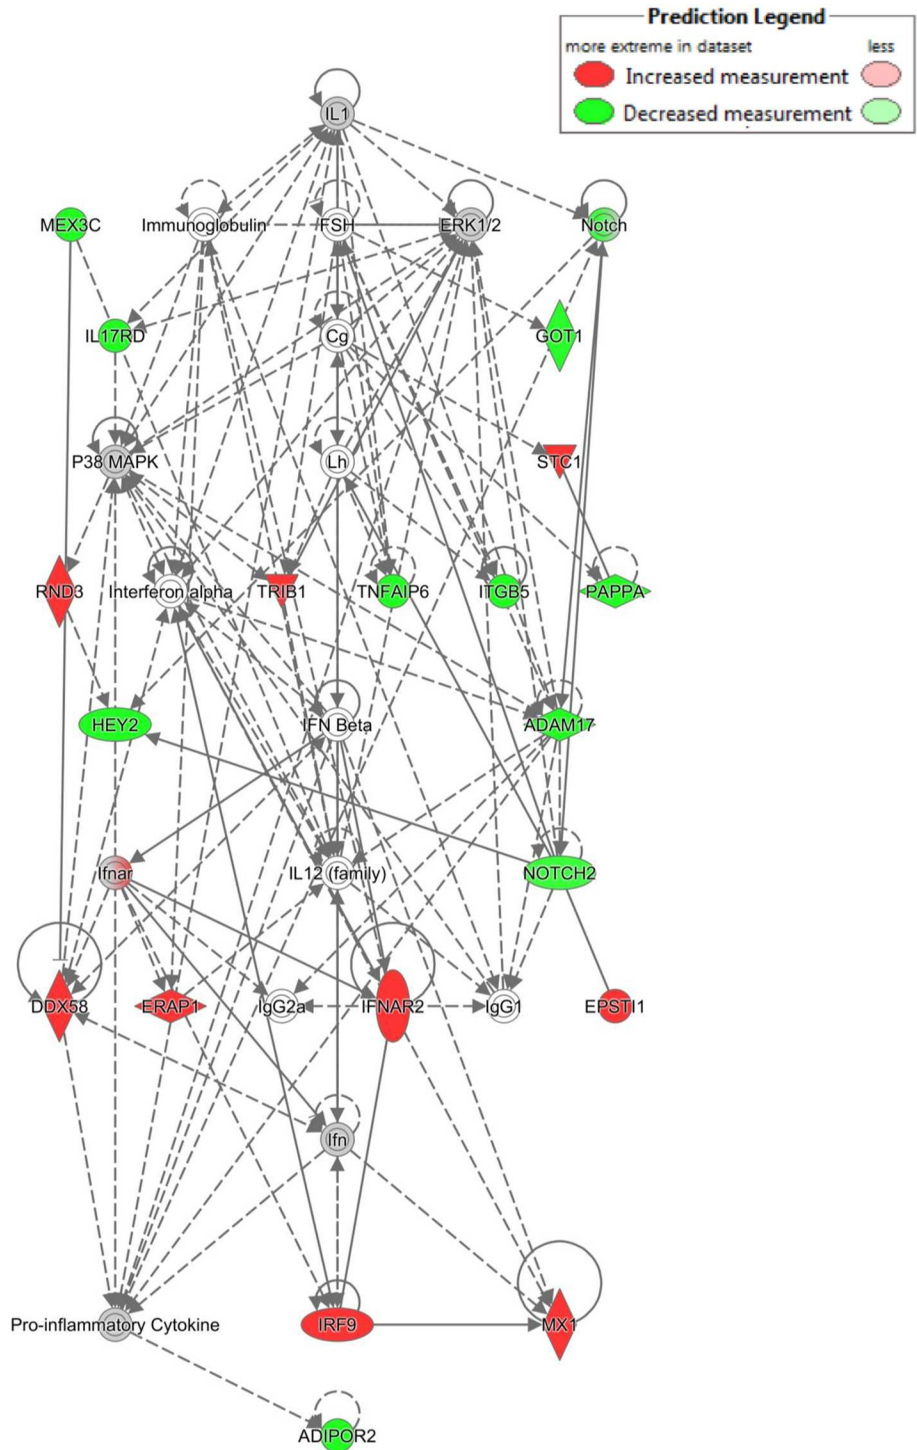 Prediction Legend
more extreme in dataset less
Increased measurement
Decreased measurement
IL1
MEX3C Immunoglobulin FSH ERK1/2 Notch
IL17RD Cg GOT1
P38 MAPK Lh STC1
RND3 Interferon alpha TRIB1 TNFAIP6 ITGB5 PAPPA
HEY2 IFN Beta ADAM17
Ifnar IL12 (family) NOTCH2
DDX58 ERAP1 IgG2a IFNAR2 IgG1 EPSTI1
Ifn
Pro-inflammatory Cytokine IRF9 MX1
ADIPOR2